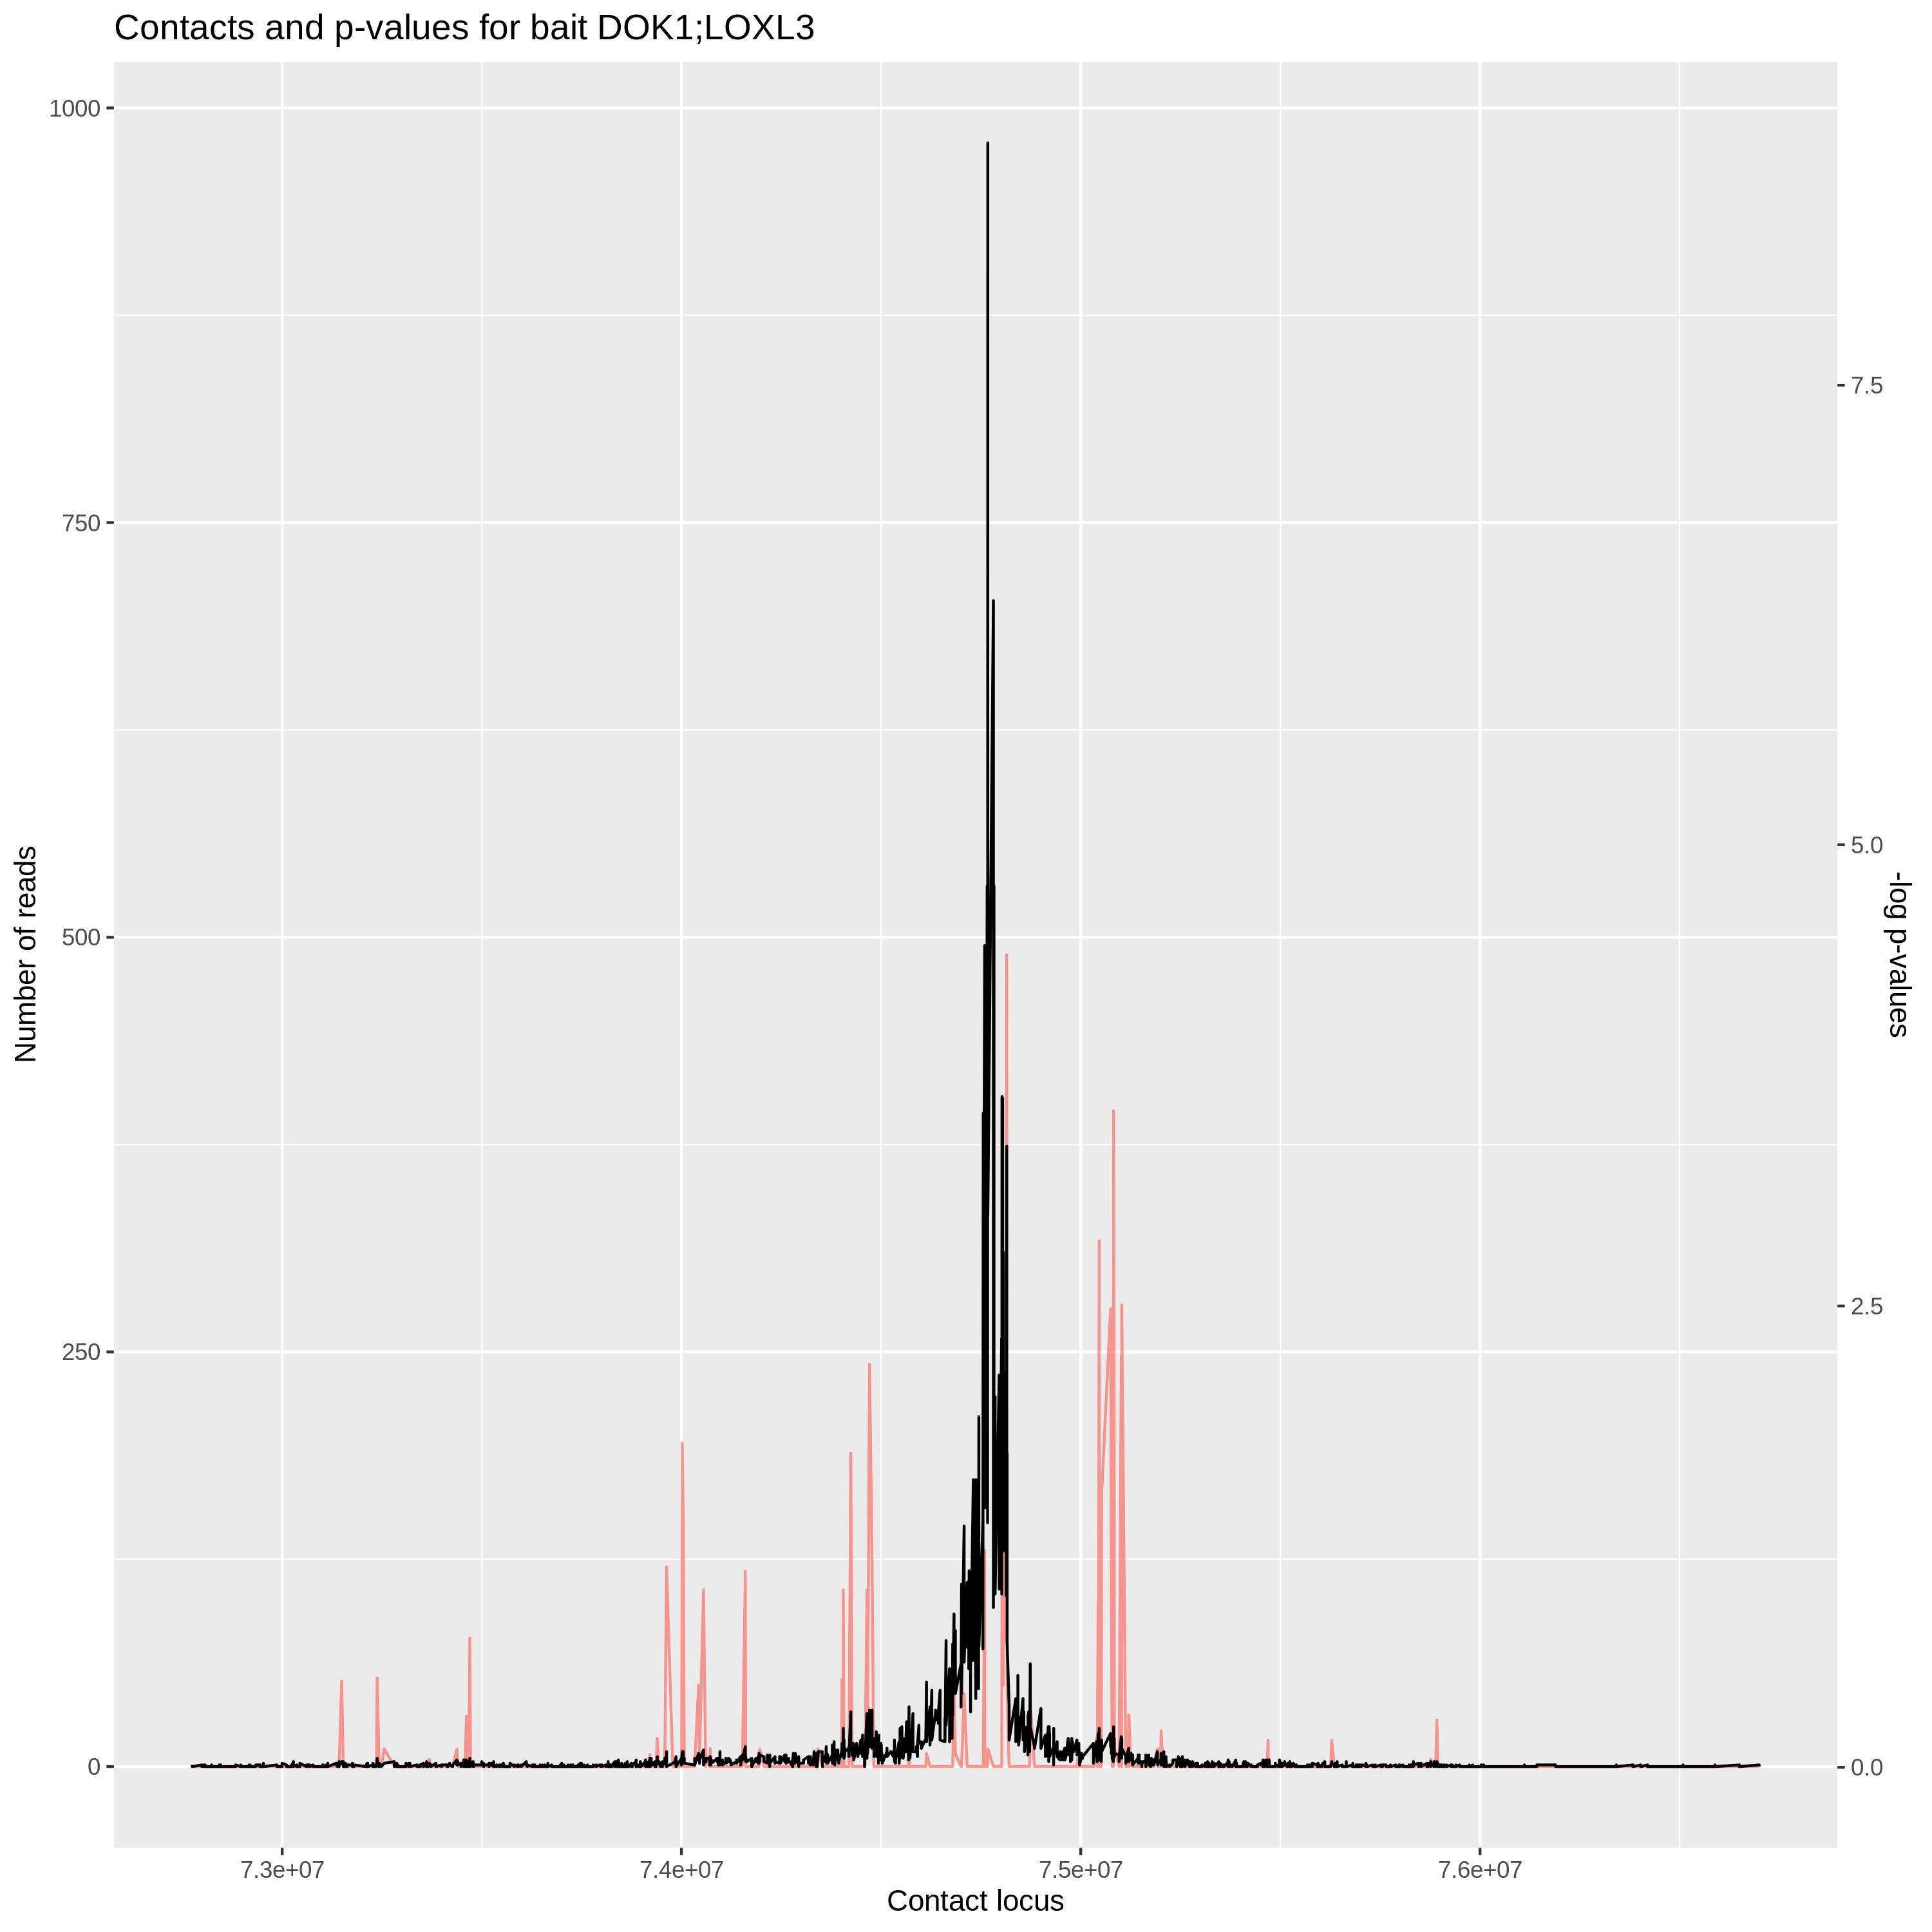 Contacts and p-values for bait DOK1;LOXL3
1000
750
500
250
0
Number of reads
7.5
5.0
2.5
0.0
-log p-values
7.3e+07
7.4e+07
7.5e+07
7.6e+07
Contact locus